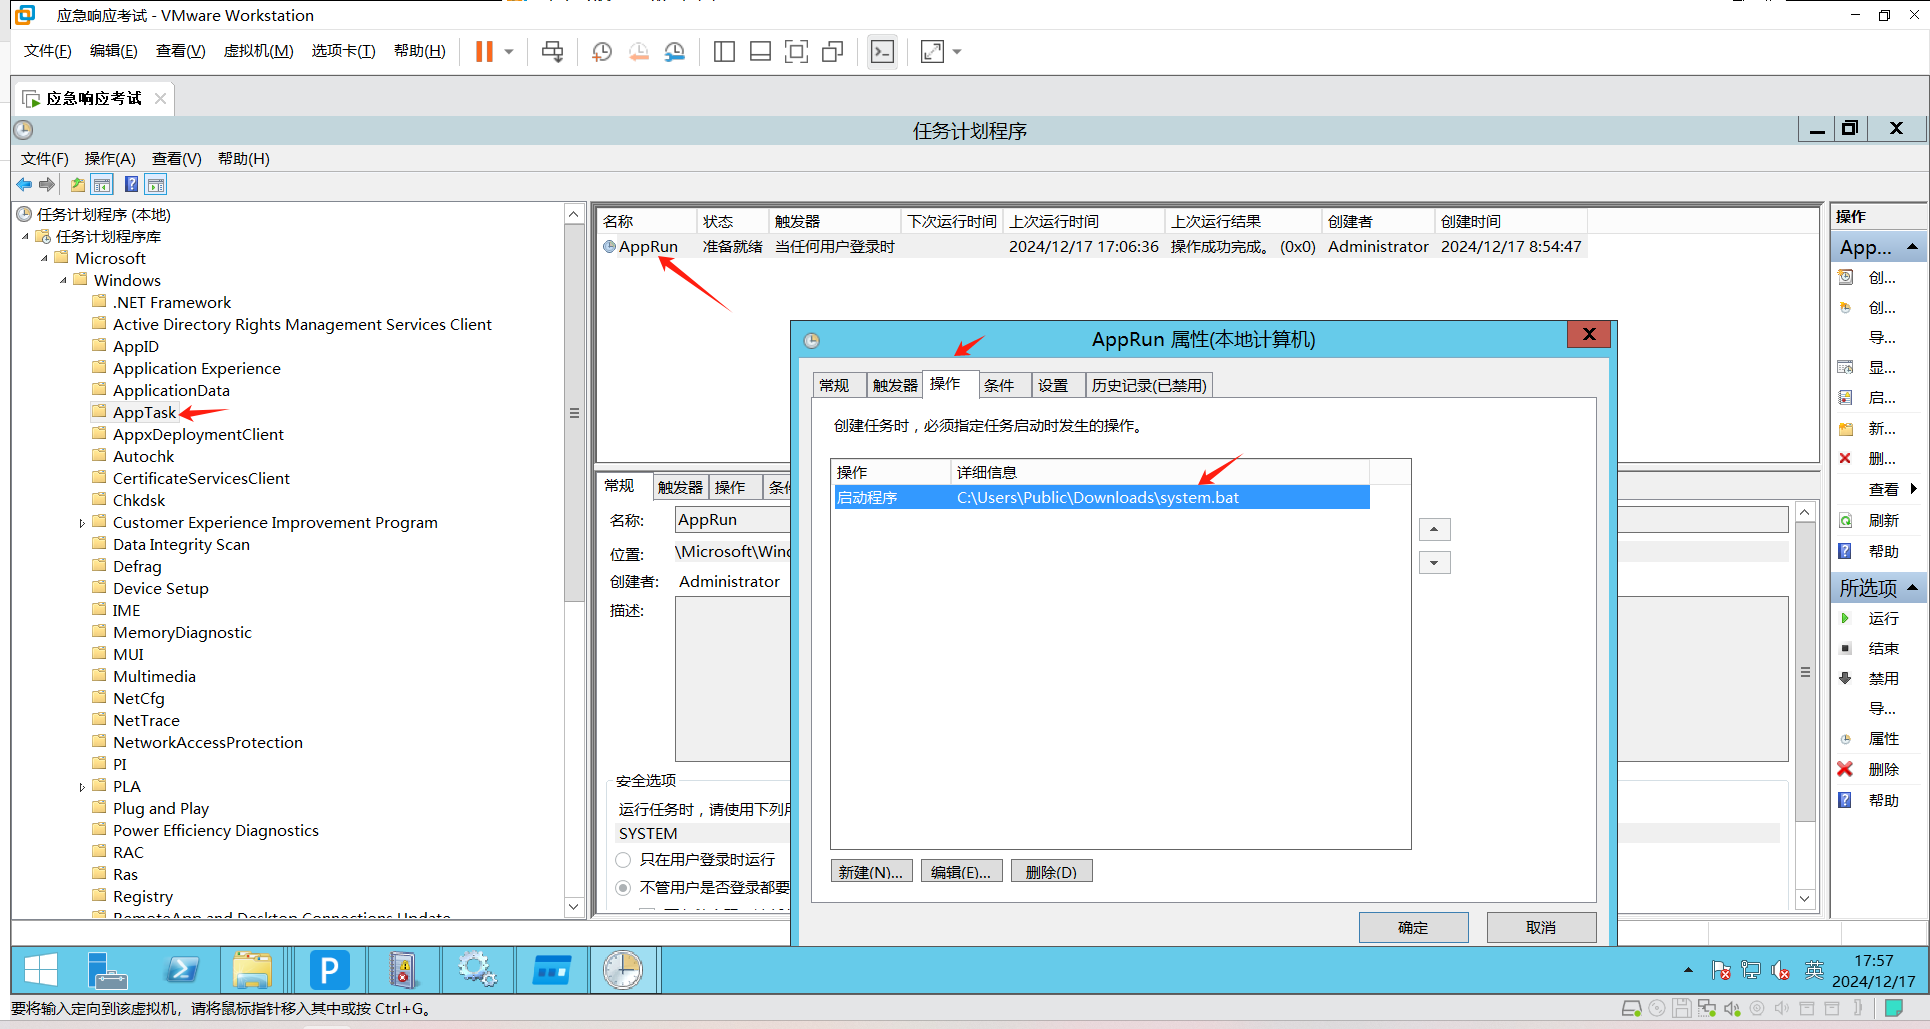 应急响应考试 - VMware Workstation
文件(F) 编辑(E) 查看(V) 虚拟机(M) 选项卡(T) 帮助(H)
应急响应考试
任务计划程序
文件(F) 操作(A) 查看(V) 帮助(H)
任务计划程序 (本地)
任务计划程序库
Microsoft
Windows
.NET Framework
Active Directory Rights Management Services Client
AppID
Application Experience
ApplicationData
AppTask
AppxDeploymentClient
Autochk
CertificateServicesClient
Chkdsk
Customer Experience Improvement Program
Data Integrity Scan
Defrag
Device Setup
IME
MemoryDiagnostic
MUI
Multimedia
NetCfg
NetTrace
NetworkAccessProtection
PI
PLA
Plug and Play
Power Efficiency Diagnostics
RAC
Ras
Registry
RemoteApp and Desktop Connections Update
名称 状态 触发器 下次运行时间 上次运行时间 上次运行结果 创建者 创建时间
AppRun 准备就绪 当任何用户登录时 2024/12/17 17:06:36 操作成功完成。 (0x0) Administrator 2024/12/17 8:54:47
常规 触发器 操作 条件
名称: AppRun
位置: \Microsoft\Wind
创建者: Administrator
描述:
安全选项
运行任务时，请使用下列用
SYSTEM
只在用户登录时运行
不管用户是否登录都要
AppRun 属性(本地计算机)
常规 触发器 操作 条件 设置 历史记录(已禁用)
创建任务时，必须指定任务启动时发生的操作。
操作 详细信息
启动程序 C:\Users\Public\Downloads\system.bat
新建(N)... 编辑(E)... 删除(D)
确定 取消
操作
App...
创...
创...
导...
显...
启...
新...
删...
查看
刷新
帮助
所选项
运行
结束
禁用
导...
属性
删除
帮助
P
英
17:57
2024/12/17
要将输入定向到该虚拟机，请将鼠标指针移入其中或按 Ctrl+G。